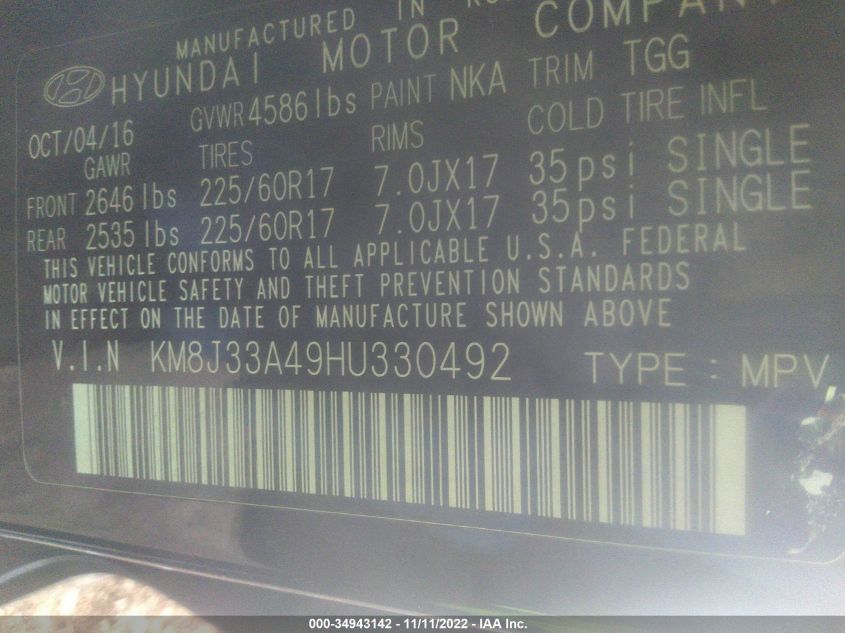 MANUFACTURED IN
HYUNDAI MOTOR COMPANY
OCT/04/16 GVWR 4586 lbs PAINT NKA TRIM TGG
GAWR TIRES RIMS COLD TIRE INFL
FRONT 2646 lbs 225/60R17 7.0JX17 35psi SINGLE
REAR 2535 lbs 225/60R17 7.0JX17 35psi SINGLE
THIS VEHICLE CONFORMS TO ALL APPLICABLE U.S.A. FEDERAL
MOTOR VEHICLE SAFETY AND THEFT PREVENTION STANDARDS
IN EFFECT ON THE DATE OF MANUFACTURE SHOWN ABOVE
V.I.N KM8J33A49HU330492 TYPE : MPV
000-34943142 - 11/11/2022 - IAA Inc.